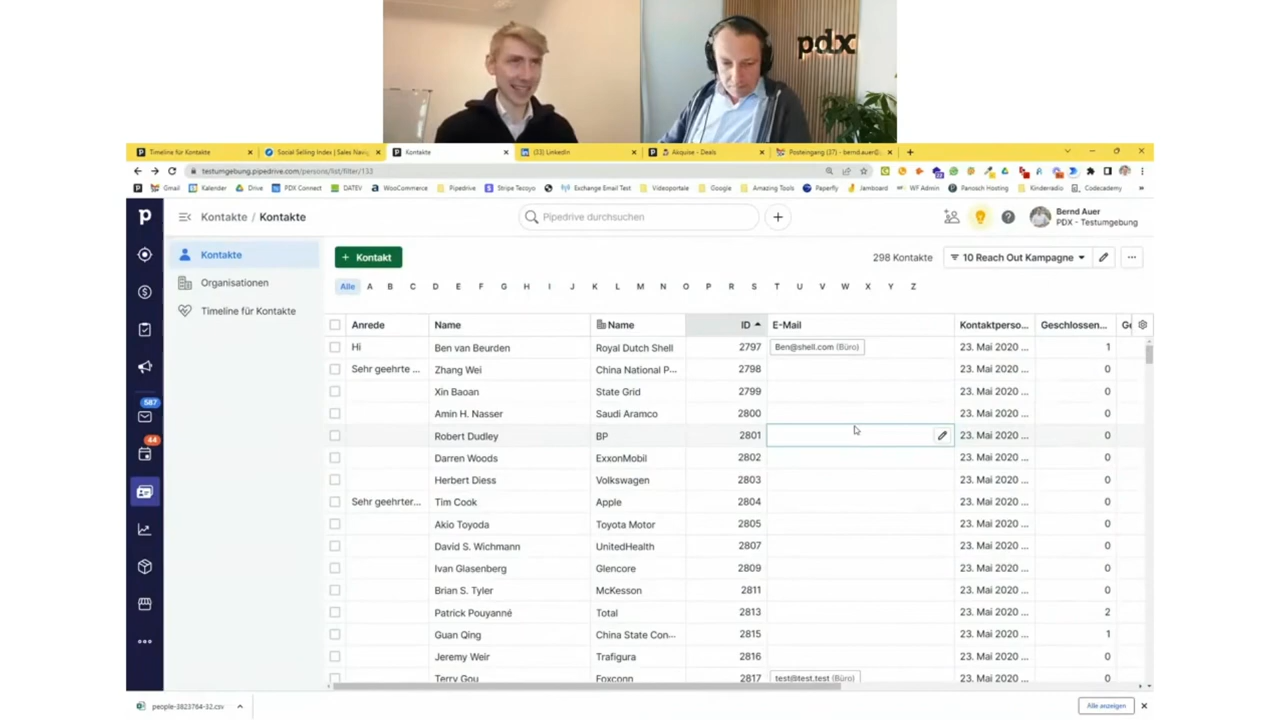 pdx
Timeline für Kontakte
Social Selling Index | Sales Navig
Kontakte
(33) LinkedIn
Akquise - Deals
Posteingang (37) - bernd.auer@
testumgebung.pipedrive.com/persons/list/filter/133
Gmail Kalender Drive PDX Connect DATEV WooCommerce Pipedrive Stripe Tecoyo Exchange Email Test Videoportale Google Amazing Tools Paperfly Jamboard WF Admin Panosch Hosting Kinderradio Codecademy »
Kontakte / Kontakte
Pipedrive durchsuchen
Bernd Auer
PDX - Testumgebung
Kontakte
Organisationen
Timeline für Kontakte
587
44
+ Kontakt
298 Kontakte
10 Reach Out Kampagne
Alle A B C D E F G H I J K L M N O P Q R S T U V W X Y Z
Anrede Name Name ID E-Mail Kontaktperso... Geschlossen... Ge
Hi Ben van Beurden Royal Dutch Shell 2797 Ben@shell.com (Büro) 23. Mai 2020 ... 1
Sehr geehrte ... Zhang Wei China National P... 2798 23. Mai 2020 ... 0
Xin Baoan State Grid 2799 23. Mai 2020 ... 0
Amin H. Nasser Saudi Aramco 2800 23. Mai 2020 ... 0
Robert Dudley BP 2801 23. Mai 2020 ... 0
Darren Woods ExxonMobil 2802 23. Mai 2020 ... 0
Herbert Diess Volkswagen 2803 23. Mai 2020 ... 0
Sehr geehrter... Tim Cook Apple 2804 23. Mai 2020 ... 0
Akio Toyoda Toyota Motor 2805 23. Mai 2020 ... 0
David S. Wichmann UnitedHealth 2807 23. Mai 2020 ... 0
Ivan Glasenberg Glencore 2809 23. Mai 2020 ... 0
Brian S. Tyler McKesson 2811 23. Mai 2020 ... 0
Patrick Pouyanné Total 2813 23. Mai 2020 ... 2
Guan Qing China State Con... 2815 23. Mai 2020 ... 1
Jeremy Weir Trafigura 2816 23. Mai 2020 ... 0
Terry Gou Foxconn 2817 test@test.test (Büro) 23. Mai 2020 ... 0
people-3823764-32.csv
Alle anzeigen